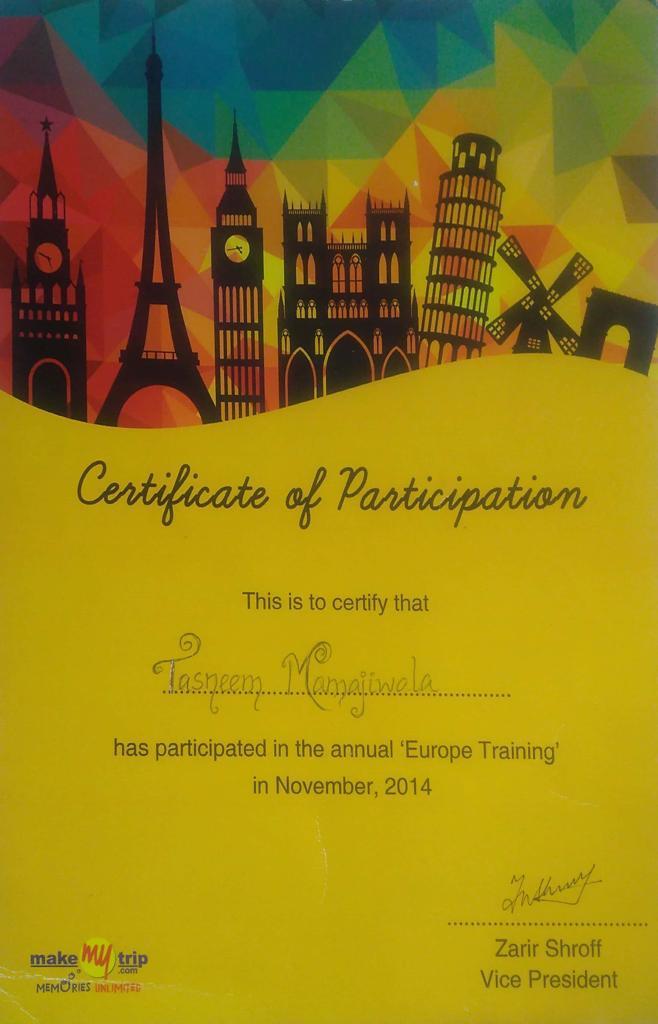 Certificate of Participation
This is to certify that
Tasneem Mamajiwala
has participated in the annual 'Europe Training'
in November, 2014
Zarir Shroff
Vice President
make my trip
.com
MEMORIES UNLIMITED